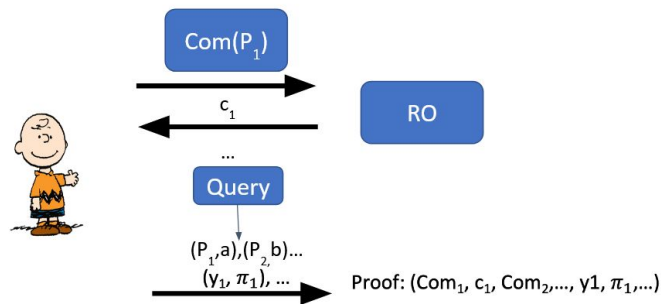 Com(P₁)
c₁
RO
...
Query
(P₁,a),(P₂,b)...
(y₁, π₁), ...
Proof: (Com₁, c₁, Com₂,..., y1, π₁,...)